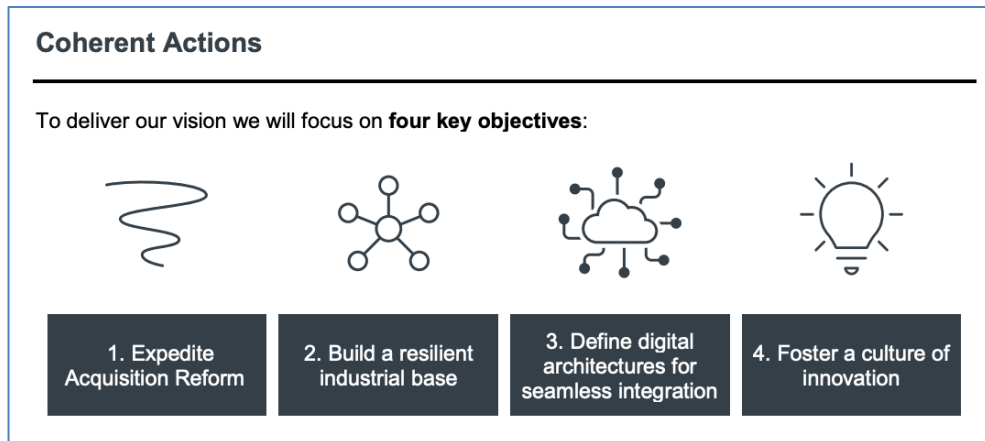 Coherent Actions
To deliver our vision we will focus on four key objectives:
1. Expedite
Acquisition Reform
2. Build a resilient
industrial base
3. Define digital
architectures for
seamless integration
4. Foster a culture of
innovation